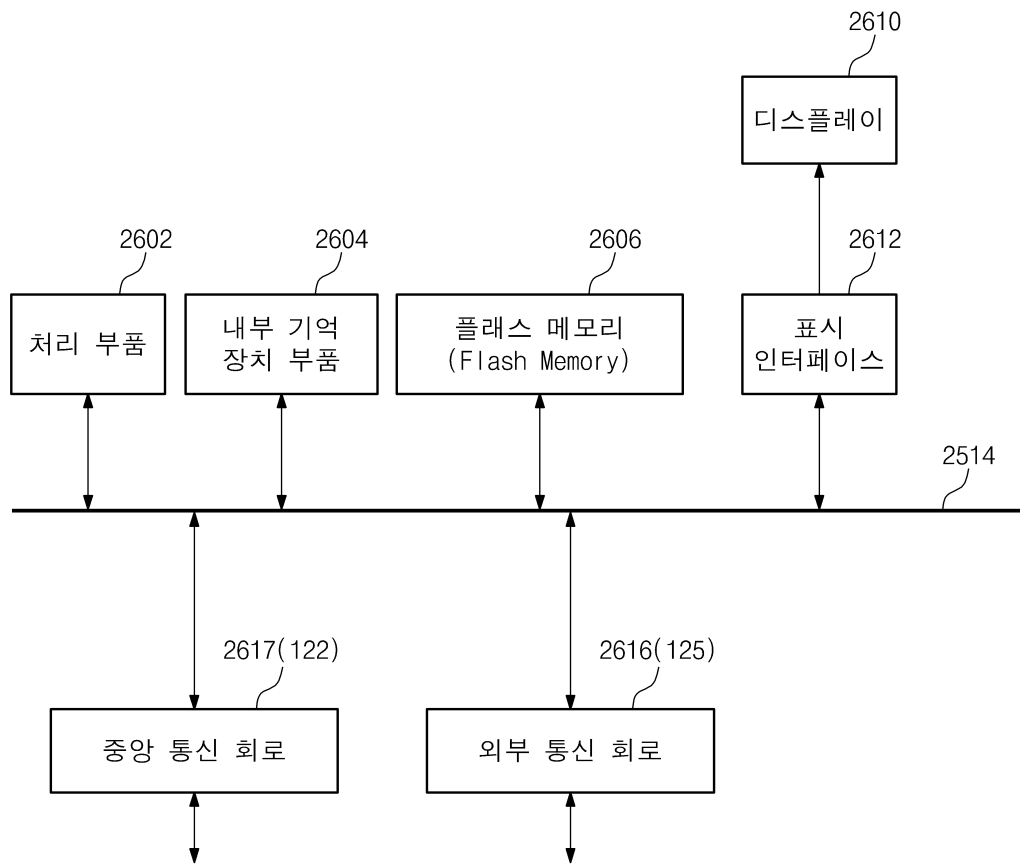 2610
디스플레이
2602
2604
2606
2612
처리 부품
내부 기억
장치 부품
플래스 메모리
(Flash Memory)
표시
인터페이스
2514
2617(122)
2616(125)
중앙 통신 회로
외부 통신 회로